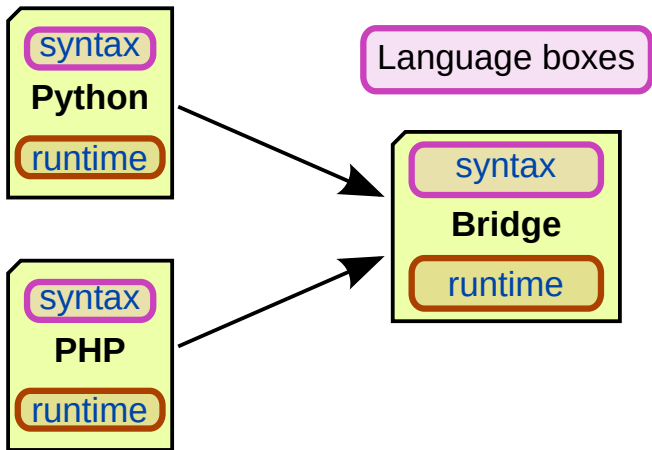 syntax
Python
runtime
Language boxes
syntax
Bridge
runtime
syntax
PHP
runtime